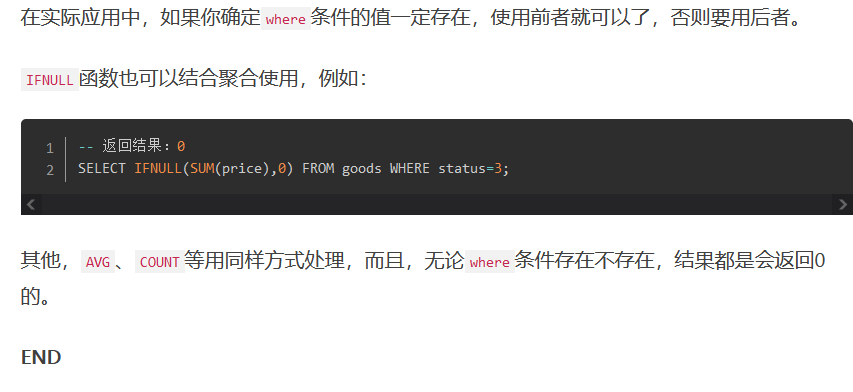 在实际应用中，如果你确定where条件的值一定存在，使用前者就可以了，否则要用后者。
IFNULL函数也可以结合聚合使用，例如：
1 -- 返回结果：0
2 SELECT IFNULL(SUM(price),0) FROM goods WHERE status=3;
其他，AVG、COUNT等用同样方式处理，而且，无论where条件存在不存在，结果都是会返回0
的。
END